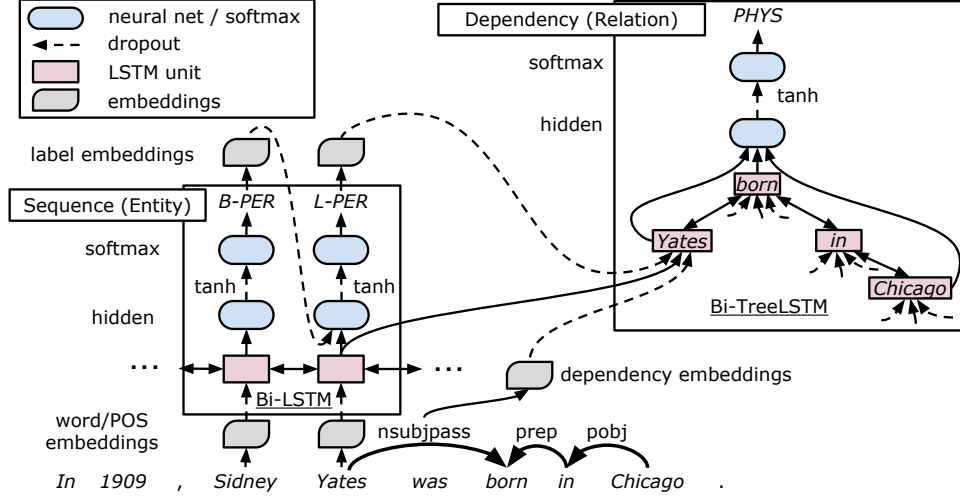 neural net / softmax
dropout
LSTM unit
embeddings
label embeddings
Sequence (Entity)
B-PER L-PER
softmax
tanh tanh
hidden
... ...
Bi-LSTM
word/POS
embeddings
Dependency (Relation)
PHYS
softmax
tanh
hidden
born
Yates in
Chicago
Bi-TreeLSTM
dependency embeddings
nsubjpass prep pobj
In 1909 , Sidney Yates was born in Chicago .